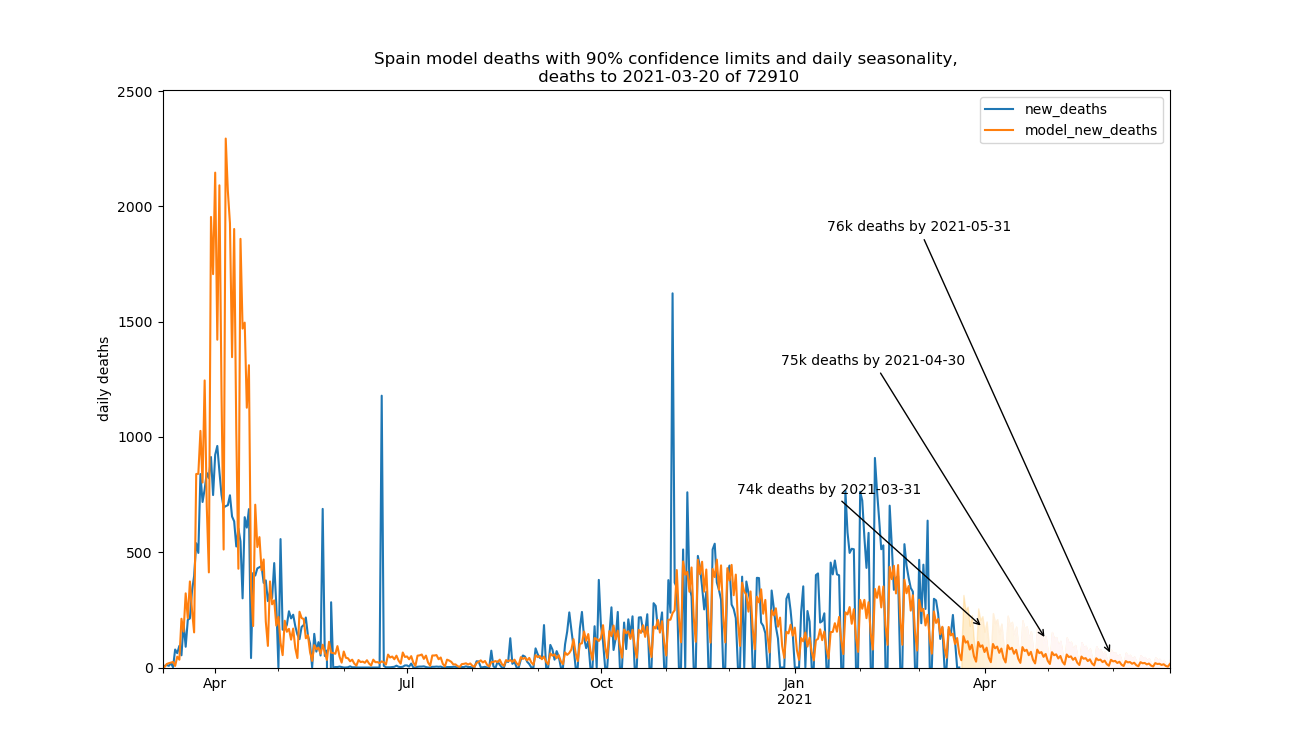 Spain model deaths with 90% confidence limits and daily seasonality,
deaths to 2021-03-20 of 72910
2500
new_deaths
model_new_deaths
2000
76k deaths by 2021-05-31
1500
75k deaths by 2021-04-30
daily deaths
1000
74k deaths by 2021-03-31
500
0
Apr
Jul
Oct
Jan
2021
Apr